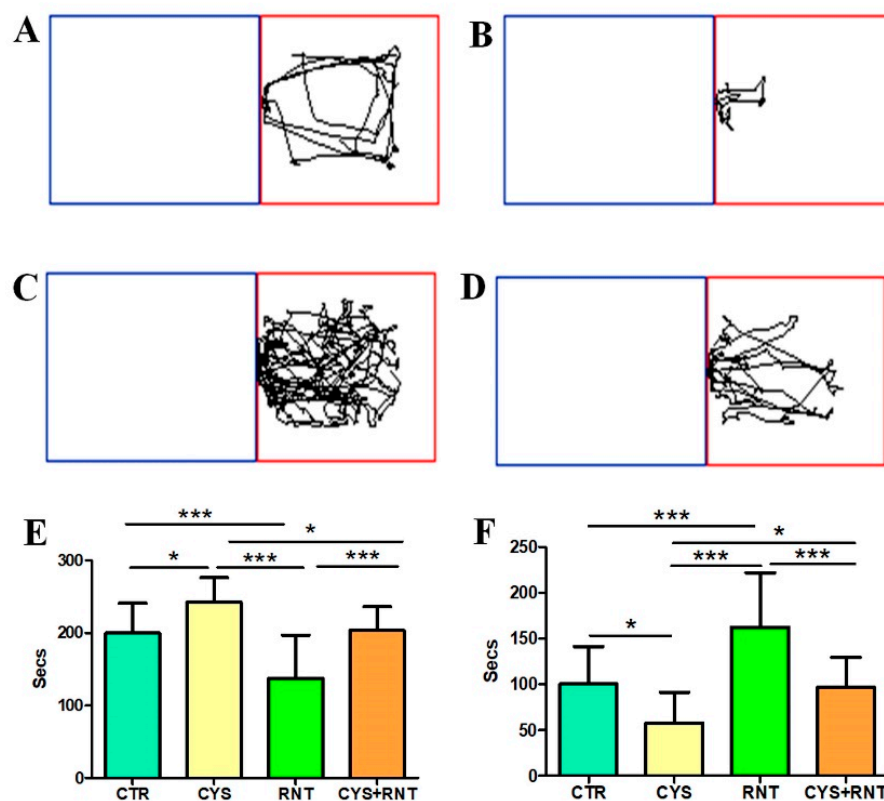 A
B
C
D
E
***
*
*
***
***
300
200
100
0
Secs
CTR
CYS
RNT
CYS+RNT
F
***
*
***
***
*
250
200
150
100
50
0
Secs
CTR
CYS
RNT
CYS+RNT